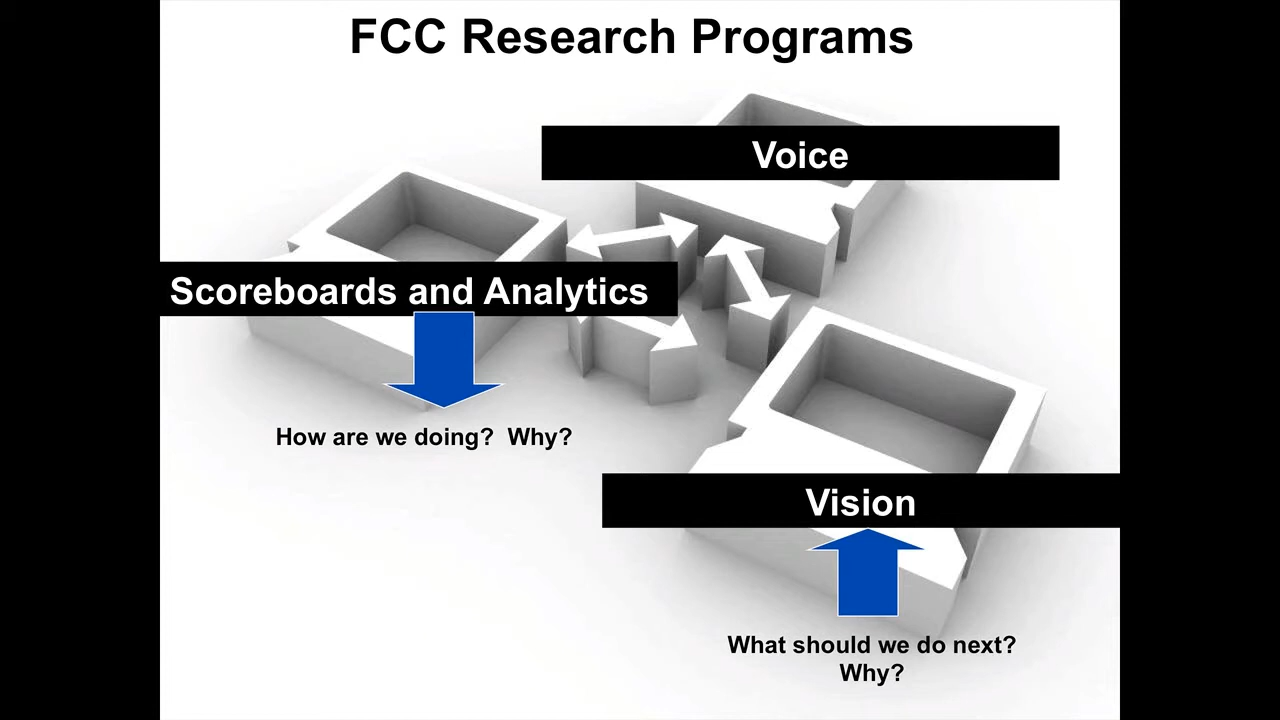 FCC Research Programs
Voice
Scoreboards and Analytics
How are we doing?  Why?
Vision
What should we do next?
Why?